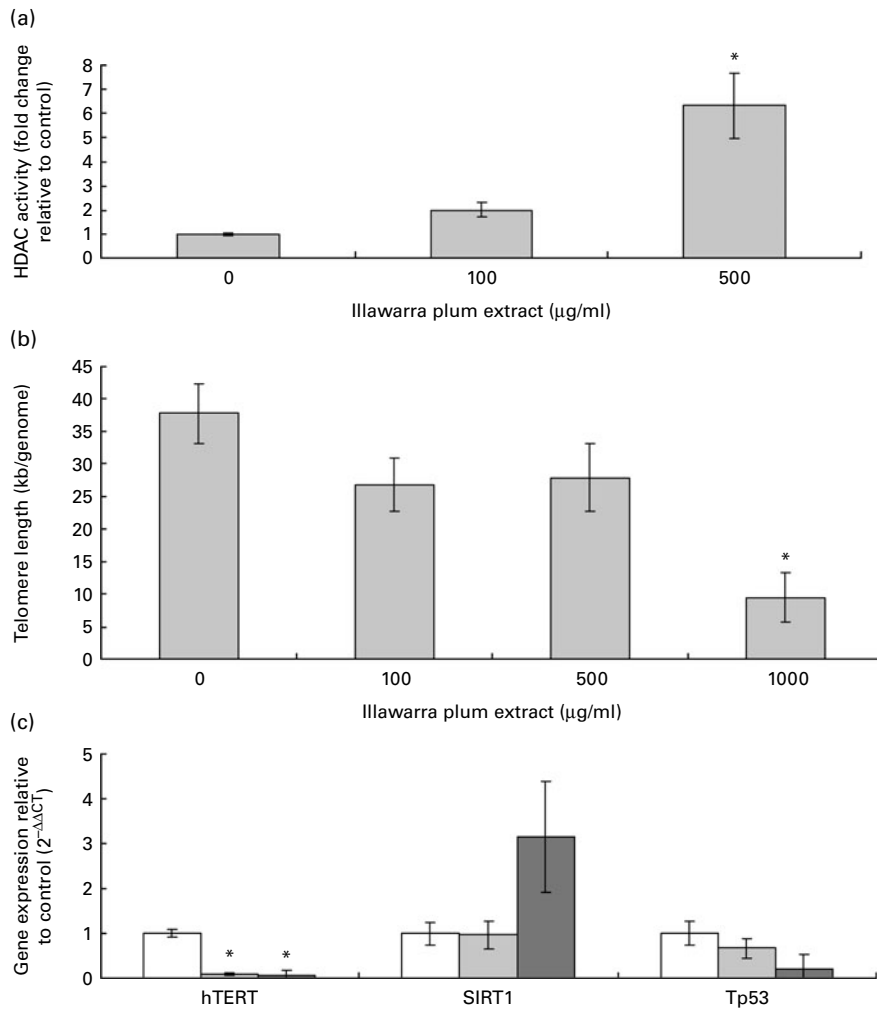 (a)
HDAC activity (fold change
relative to control)
8
7
6
5
4
3
2
1
0
*
0 100 500
Illawarra plum extract (μg/ml)
(b)
Telomere length (kb/genome)
45
40
35
30
25
20
15
10
5
0
*
0 100 500 1000
Illawarra plum extract (μg/ml)
(c)
Gene expression relative
to control (2−ΔΔCT)
5
4
3
2
1
0
* *
hTERT SIRT1 Tp53